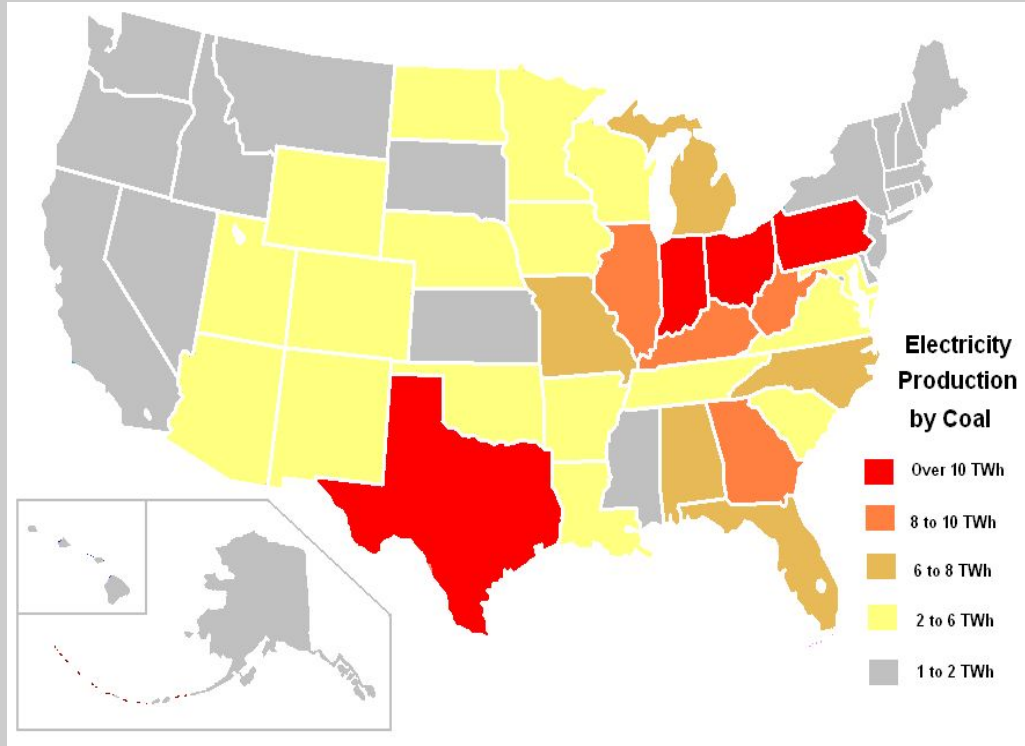 Electricity
Production
by Coal
Over 10 TWh
8 to 10 TWh
6 to 8 TWh
2 to 6 TWh
1 to 2 TWh